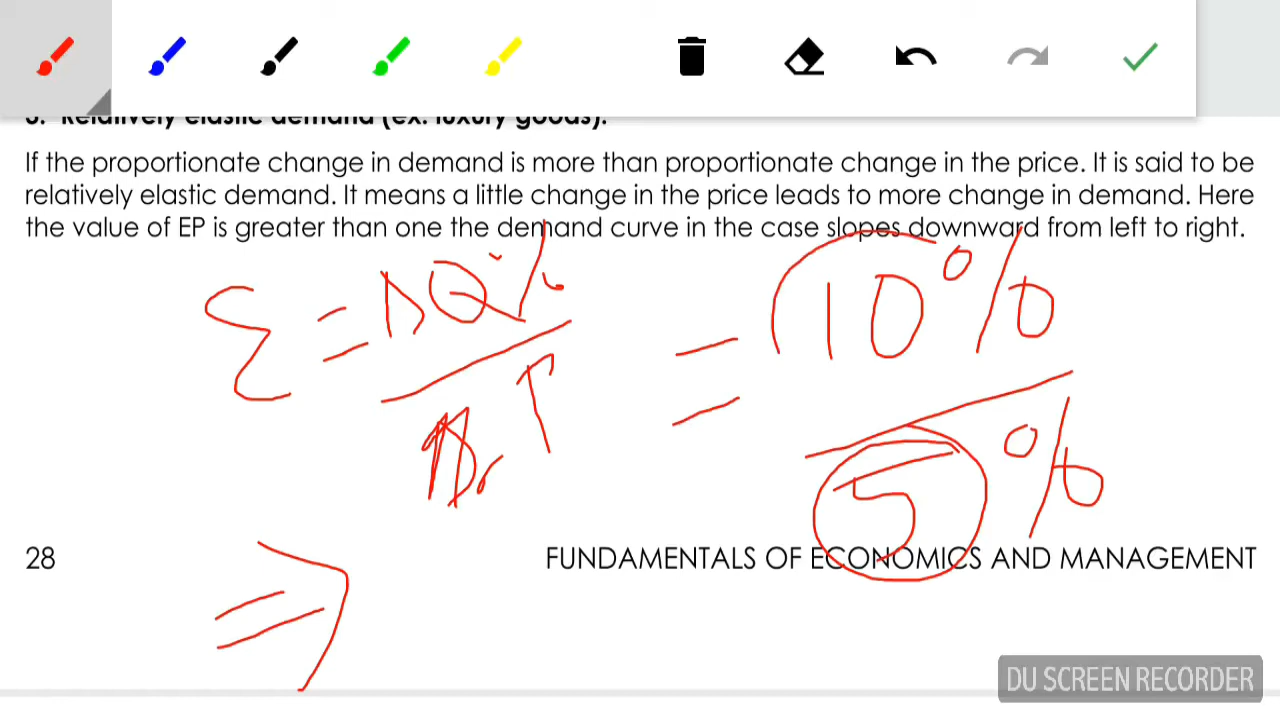 5. Relatively elastic demand (ex. luxury goods).
If the proportionate change in demand is more than proportionate change in the price. It is said to be
relatively elastic demand. It means a little change in the price leads to more change in demand. Here
the value of EP is greater than one the demand curve in the case slopes downward from left to right.
Σ = ΔQ% / P = 10% / 5%
28 FUNDAMENTALS OF ECONOMICS AND MANAGEMENT
=>
DU SCREEN RECORDER